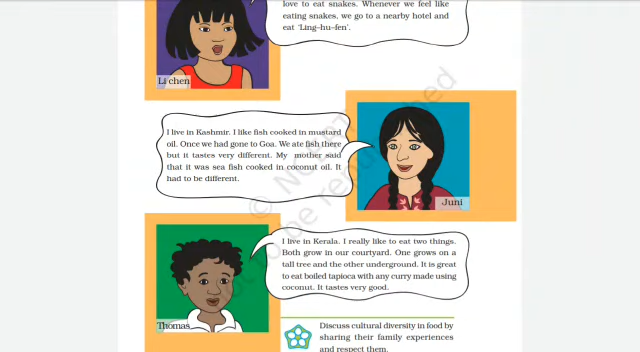 love to eat snakes. Whenever we feel like
eating snakes, we go to a nearby hotel and
eat ‘Ling–hu–fen’.
Li chen
I live in Kashmir. I like fish cooked in mustard
oil. Once we had gone to Goa. We ate fish there
but it tastes very different. My mother said
that it was sea fish cooked in coconut oil. It
had to be different.
Juni
I live in Kerala. I really like to eat two things.
Both grow in our courtyard. One grows on a
tall tree and the other underground. It is great
to eat boiled tapioca with any curry made using
coconut. It tastes very good.
Thomas
Discuss cultural diversity in food by
sharing their family experiences
and respect them.